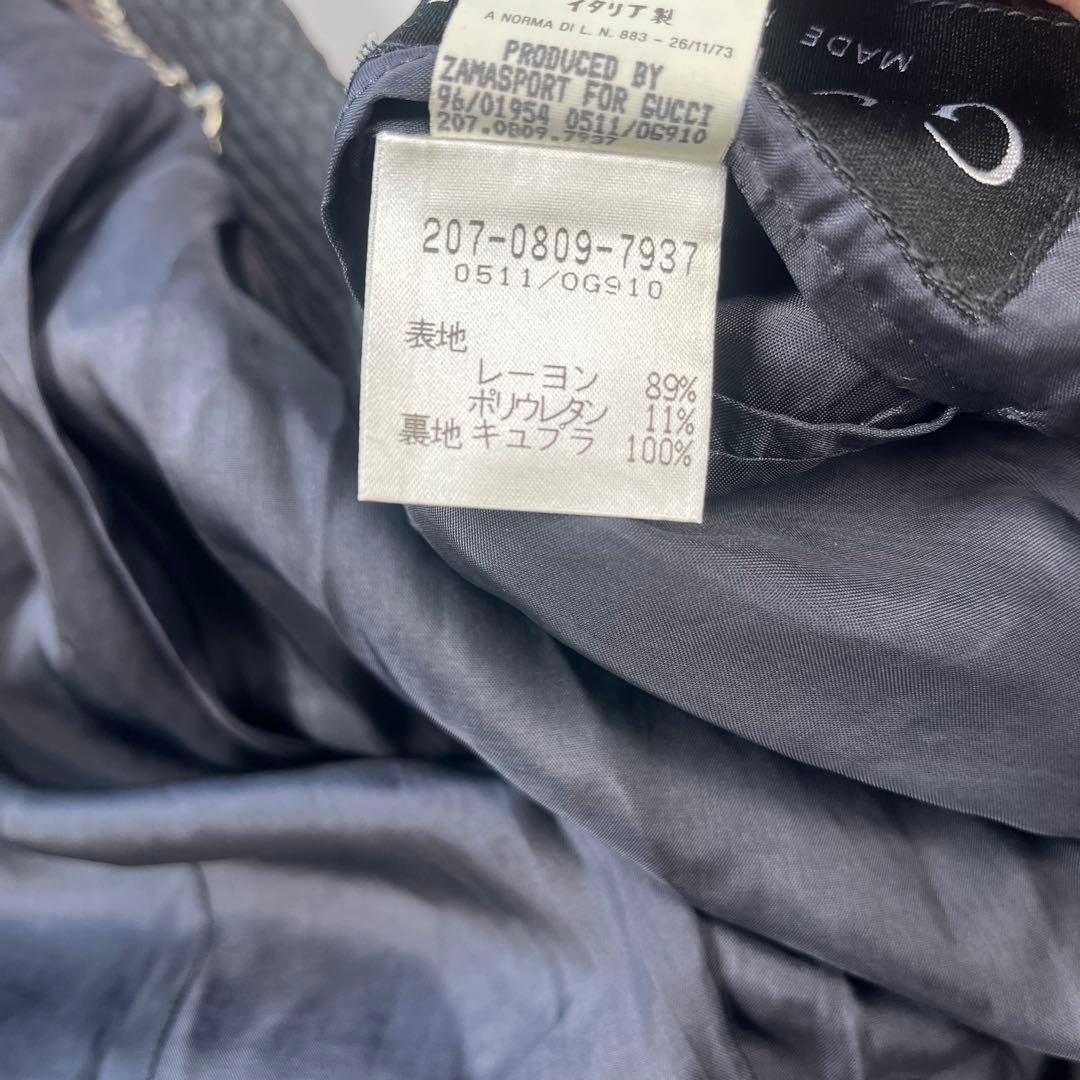 イタリア製
A NORMA DI L. N. 883 - 26/11/73
PRODUCED BY
ZAMASPORT FOR GUCCI
96/01954 0511/0G910
207.0809.7937
MADE
G
207-0809-7937
0511/0G910
表地
レーヨン 89%
ポリウレタン 11%
裏地 キュプラ 100%